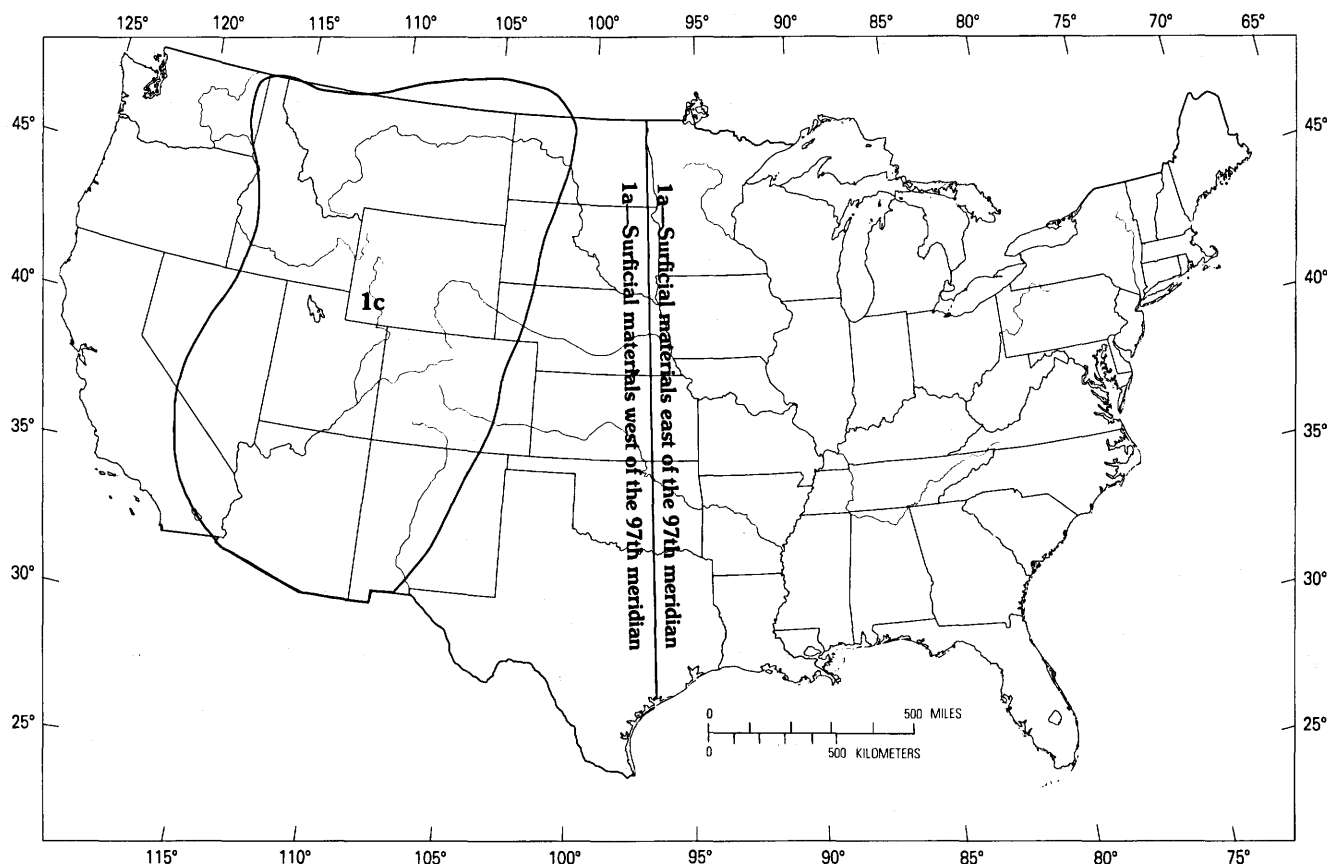 125° 120° 115° 110° 105° 100° 95° 90° 85° 80° 75° 70° 65°
45° 45°
1a—Surficial materials east of the 97th meridian
1a—Surficial materials west of the 97th meridian
40° 40°
1c
35° 35°
30° 30°
0 500 MILES
25° 25°
0 500 KILOMETERS
115° 110° 105° 100° 95° 90° 85° 80° 75°